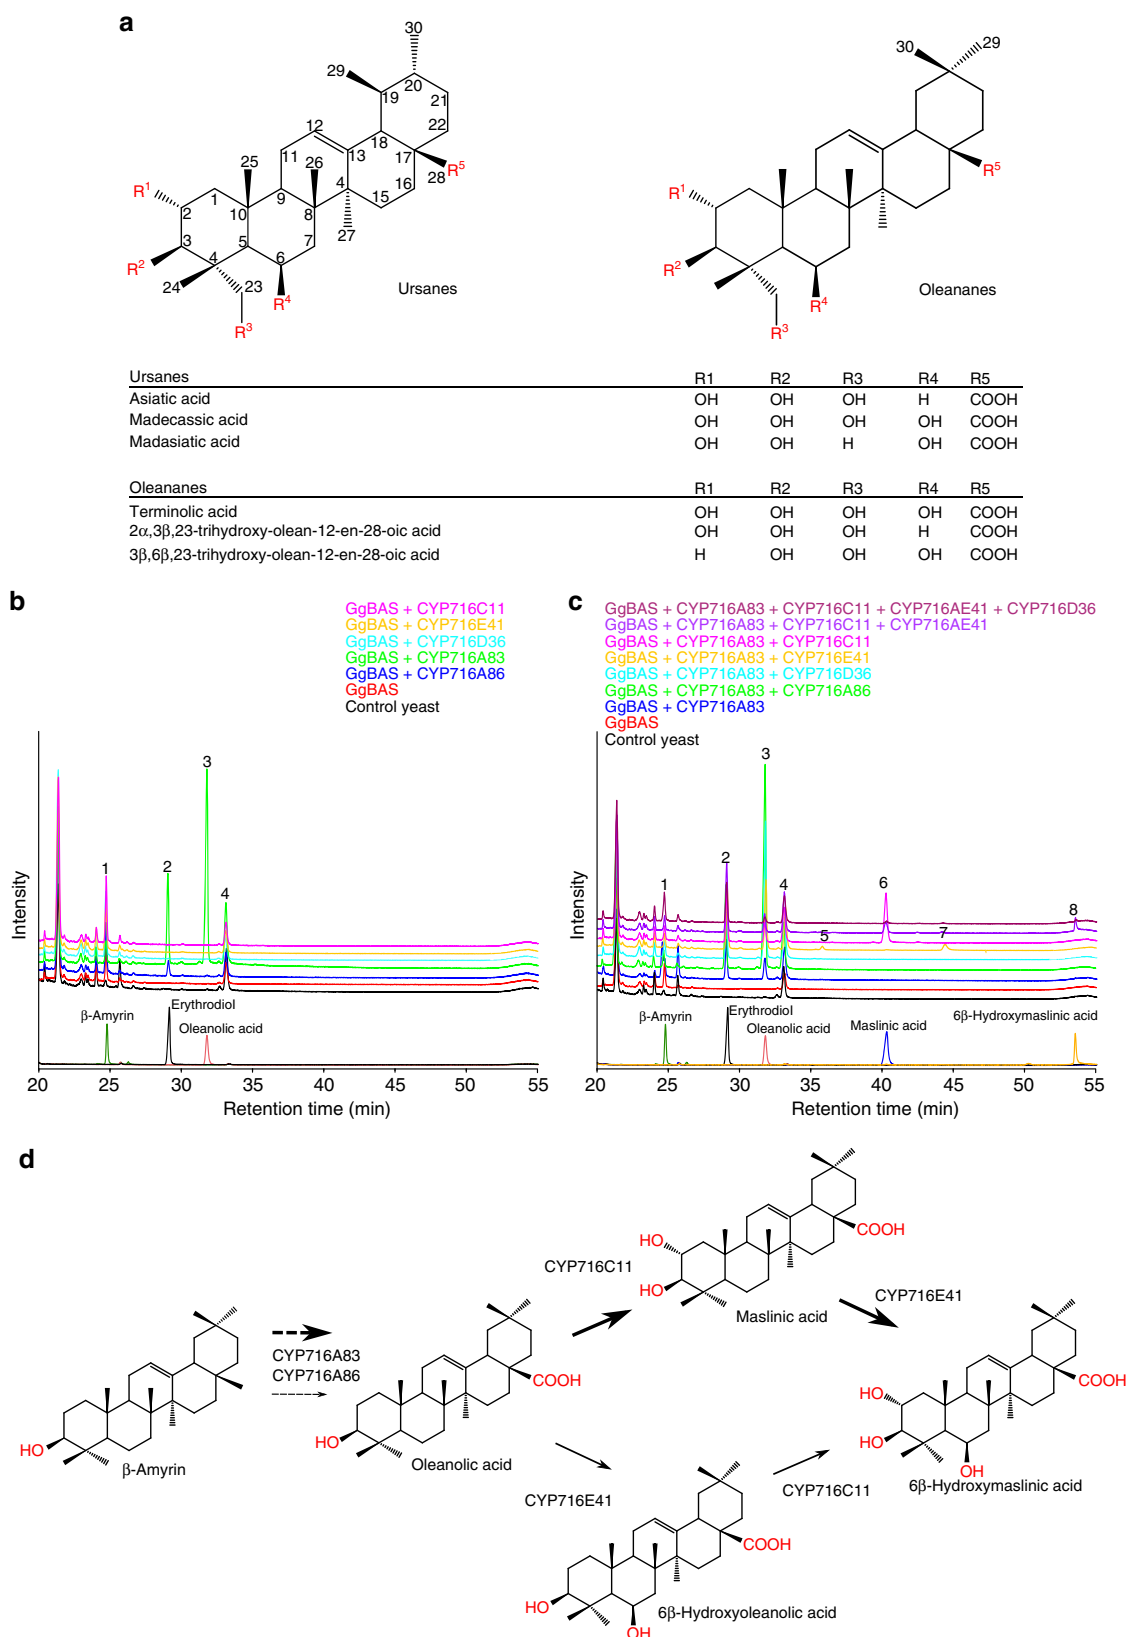 a
30
29
20
19
21
12
22
18
11
13
17
R⁵
25
26
28
R¹
1
9
4
16
15
2
10
8
27
3
5
7
R²
4
6
24
23
R⁴
R³
Ursanes
30
29
R⁵
R¹
R²
R⁴
R³
Oleananes
Ursanes R1 R2 R3 R4 R5
Asiatic acid OH OH OH H COOH
Madecassic acid OH OH OH OH COOH
Madasiatic acid OH OH H OH COOH
Oleananes R1 R2 R3 R4 R5
Terminolic acid OH OH OH OH COOH
2α,3β,23-trihydroxy-olean-12-en-28-oic acid OH OH OH H COOH
3β,6β,23-trihydroxy-olean-12-en-28-oic acid H OH OH OH COOH
b
GgBAS + CYP716C11
GgBAS + CYP716E41
GgBAS + CYP716D36
GgBAS + CYP716A83
GgBAS + CYP716A86
GgBAS
Control yeast
3
1
2
4
Intensity
β-Amyrin
Erythrodiol
Oleanolic acid
20 25 30 35 40 45 50 55
Retention time (min)
c
GgBAS + CYP716A83 + CYP716C11 + CYP716AE41 + CYP716D36
GgBAS + CYP716A83 + CYP716C11 + CYP716AE41
GgBAS + CYP716A83 + CYP716C11
GgBAS + CYP716A83 + CYP716E41
GgBAS + CYP716A83 + CYP716D36
GgBAS + CYP716A83 + CYP716A86
GgBAS + CYP716A83
GgBAS
Control yeast
3
2
1
4
6
5
7
8
Intensity
β-Amyrin
Erythrodiol
Oleanolic acid
Maslinic acid
6β-Hydroxymaslinic acid
20 25 30 35 40 45 50 55
Retention time (min)
d
HO
β-Amyrin
CYP716A83
CYP716A86
COOH
HO
Oleanolic acid
CYP716C11
HO
HO
COOH
Maslinic acid
CYP716E41
CYP716E41
COOH
HO
OH
6β-Hydroxyoleanolic acid
CYP716C11
COOH
HO
HO
OH
6β-Hydroxymaslinic acid